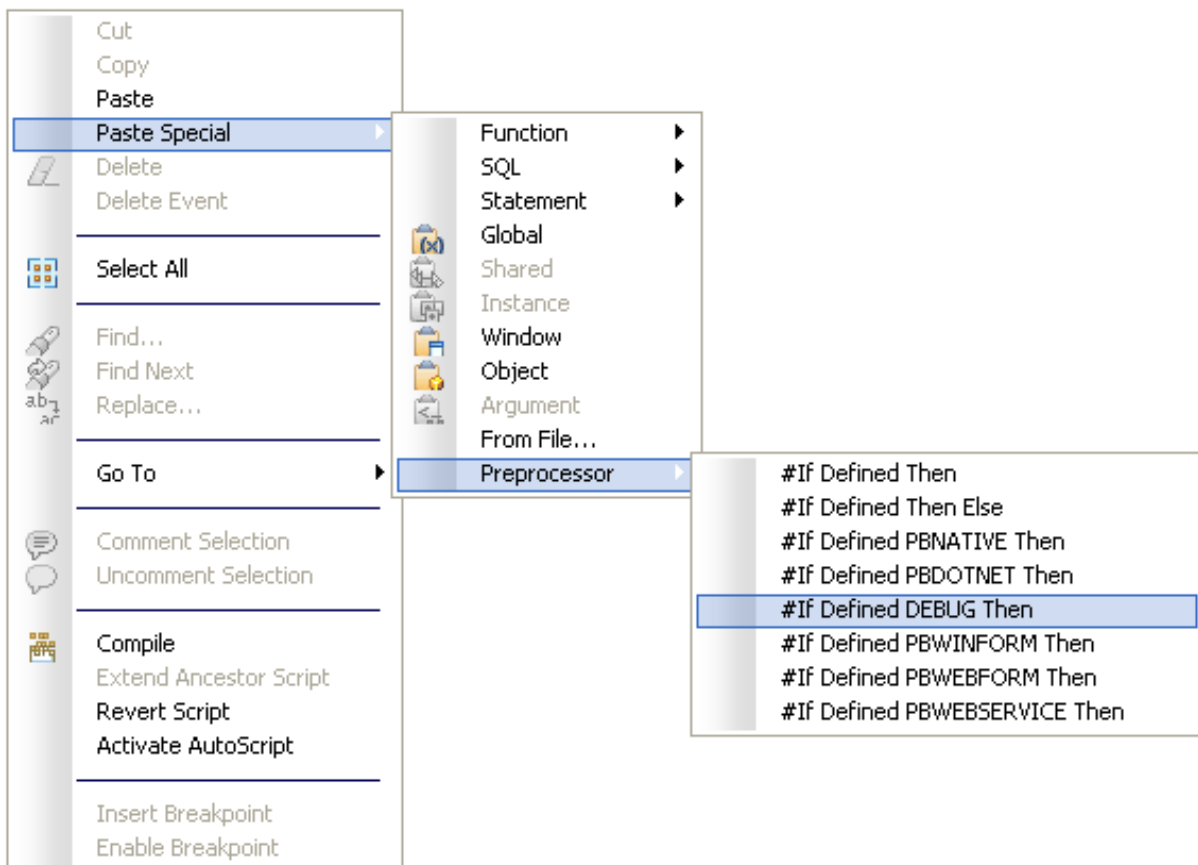 Cut
Copy
Paste
Paste Special
Delete
Delete Event
Select All
Find...
Find Next
Replace...
Go To
Comment Selection
Uncomment Selection
Compile
Extend Ancestor Script
Revert Script
Activate AutoScript
Insert Breakpoint
Enable Breakpoint
Function
SQL
Statement
Global
Shared
Instance
Window
Object
Argument
From File...
Preprocessor
#If Defined Then
#If Defined Then Else
#If Defined PBNATIVE Then
#If Defined PBDOTNET Then
#If Defined DEBUG Then
#If Defined PBWINFORM Then
#If Defined PBWEBFORM Then
#If Defined PBWEBSERVICE Then